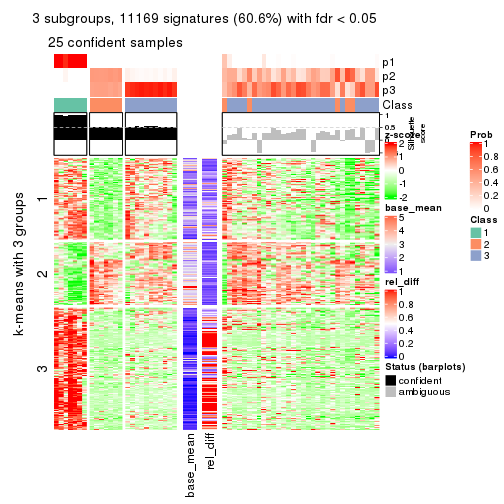 3 subgroups, 11169 signatures (60.6%) with fdr < 0.05
25 confident samples
p1
p2
p3
Class
1
0.5
0
Silhouette
score
k-means with 3 groups
1
2
3
base_mean
rel_diff
z-score
2
1
0
-1
-2
base_mean
5
4
3
2
1
rel_diff
1
0.8
0.6
0.4
0.2
0
Status (barplots)
confident
ambiguous
Prob
1
0.8
0.6
0.4
0.2
0
Class
1
2
3